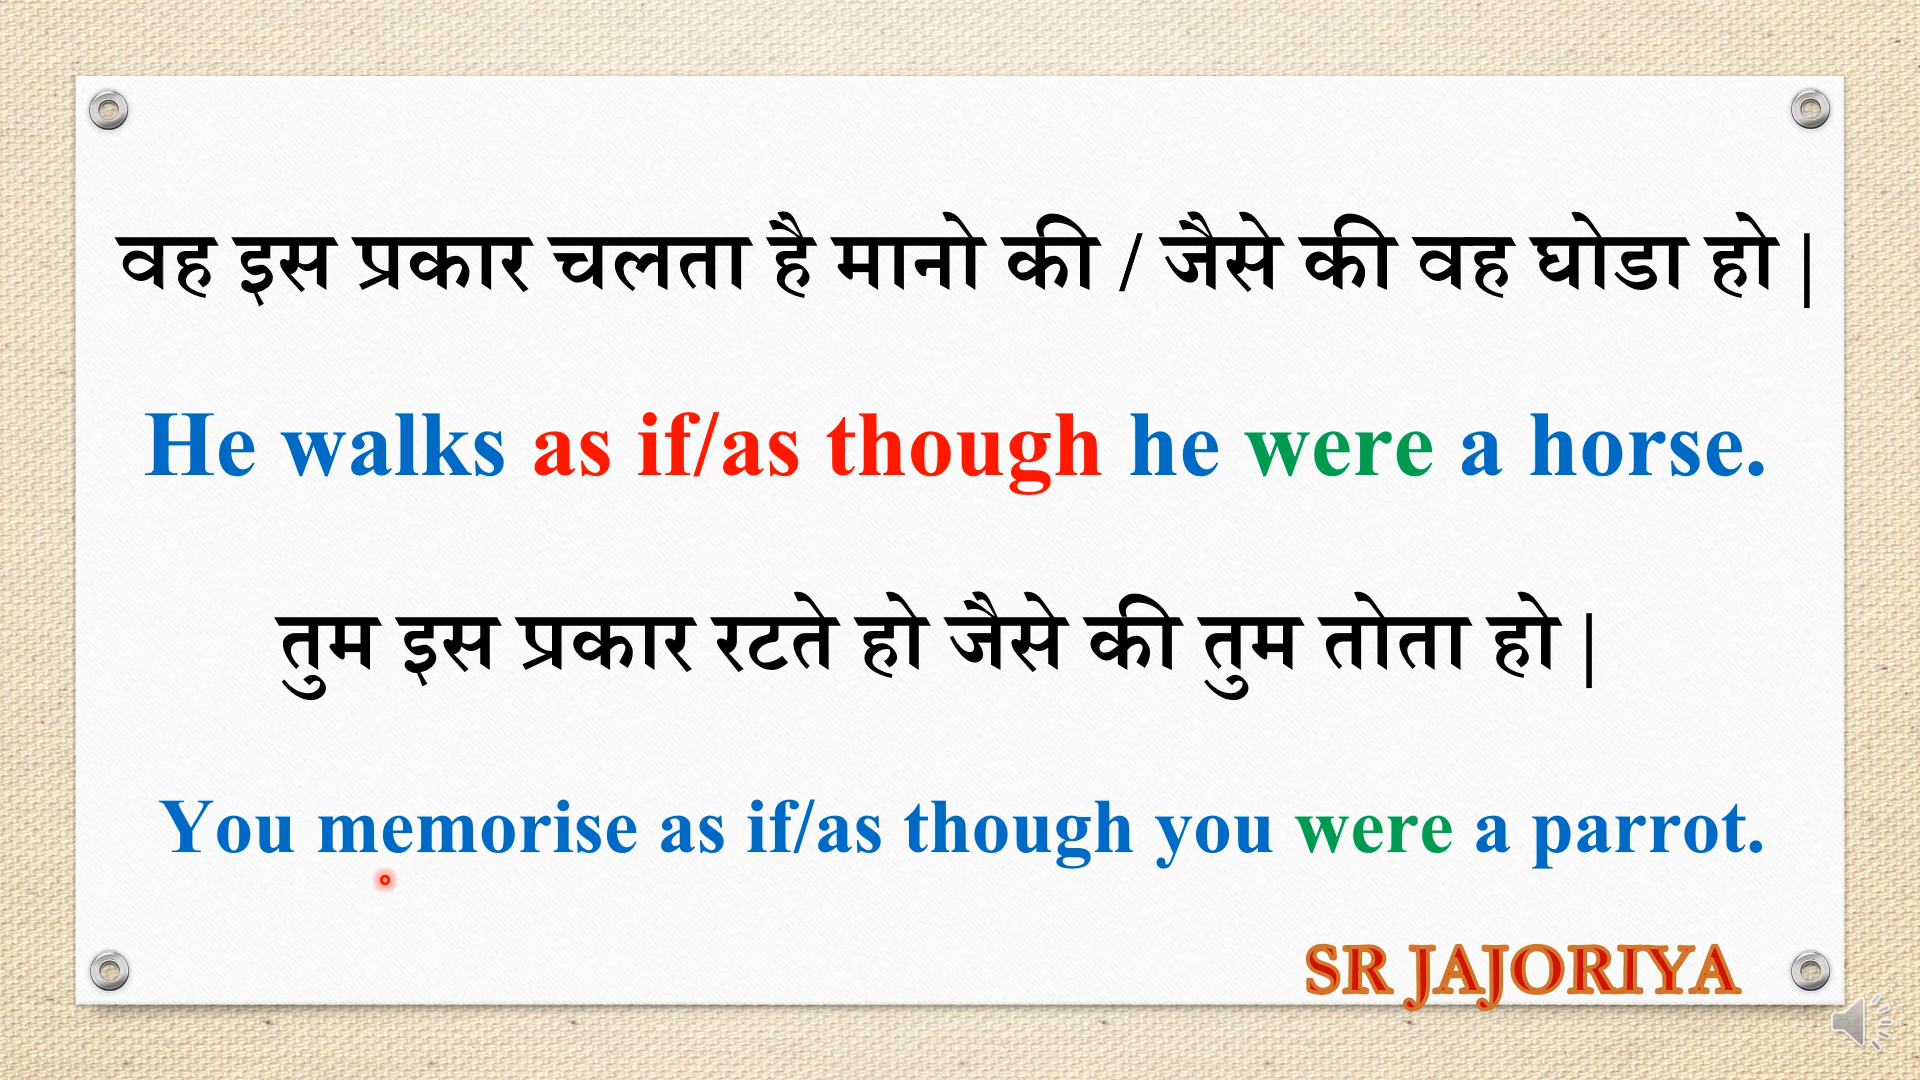 वह इस प्रकार चलता है मानो की / जैसे की वह घोडा हो |
He walks as if/as though he were a horse.
तुम इस प्रकार रटते हो जैसे की तुम तोता हो |
You memorise as if/as though you were a parrot.
SR JAJORIYA